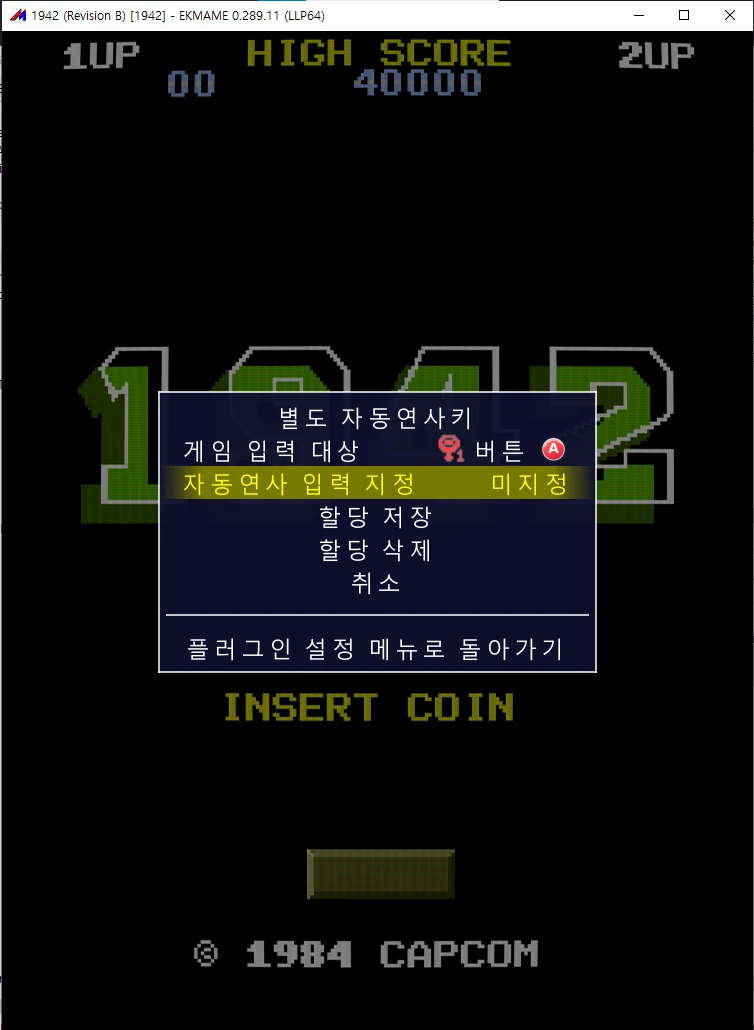 1942 (Revision B) [1942] - EKMAME 0.289.11 (LLP64)
1UP HIGH SCORE 2UP
00 40000
1942
별도 자동연사키
게임 입력 대상 1 버튼 A
자동연사 입력 지정 미지정
할당 저장
할당 삭제
취소
플러그인 설정 메뉴로 돌아가기
INSERT COIN
© 1984 CAPCOM